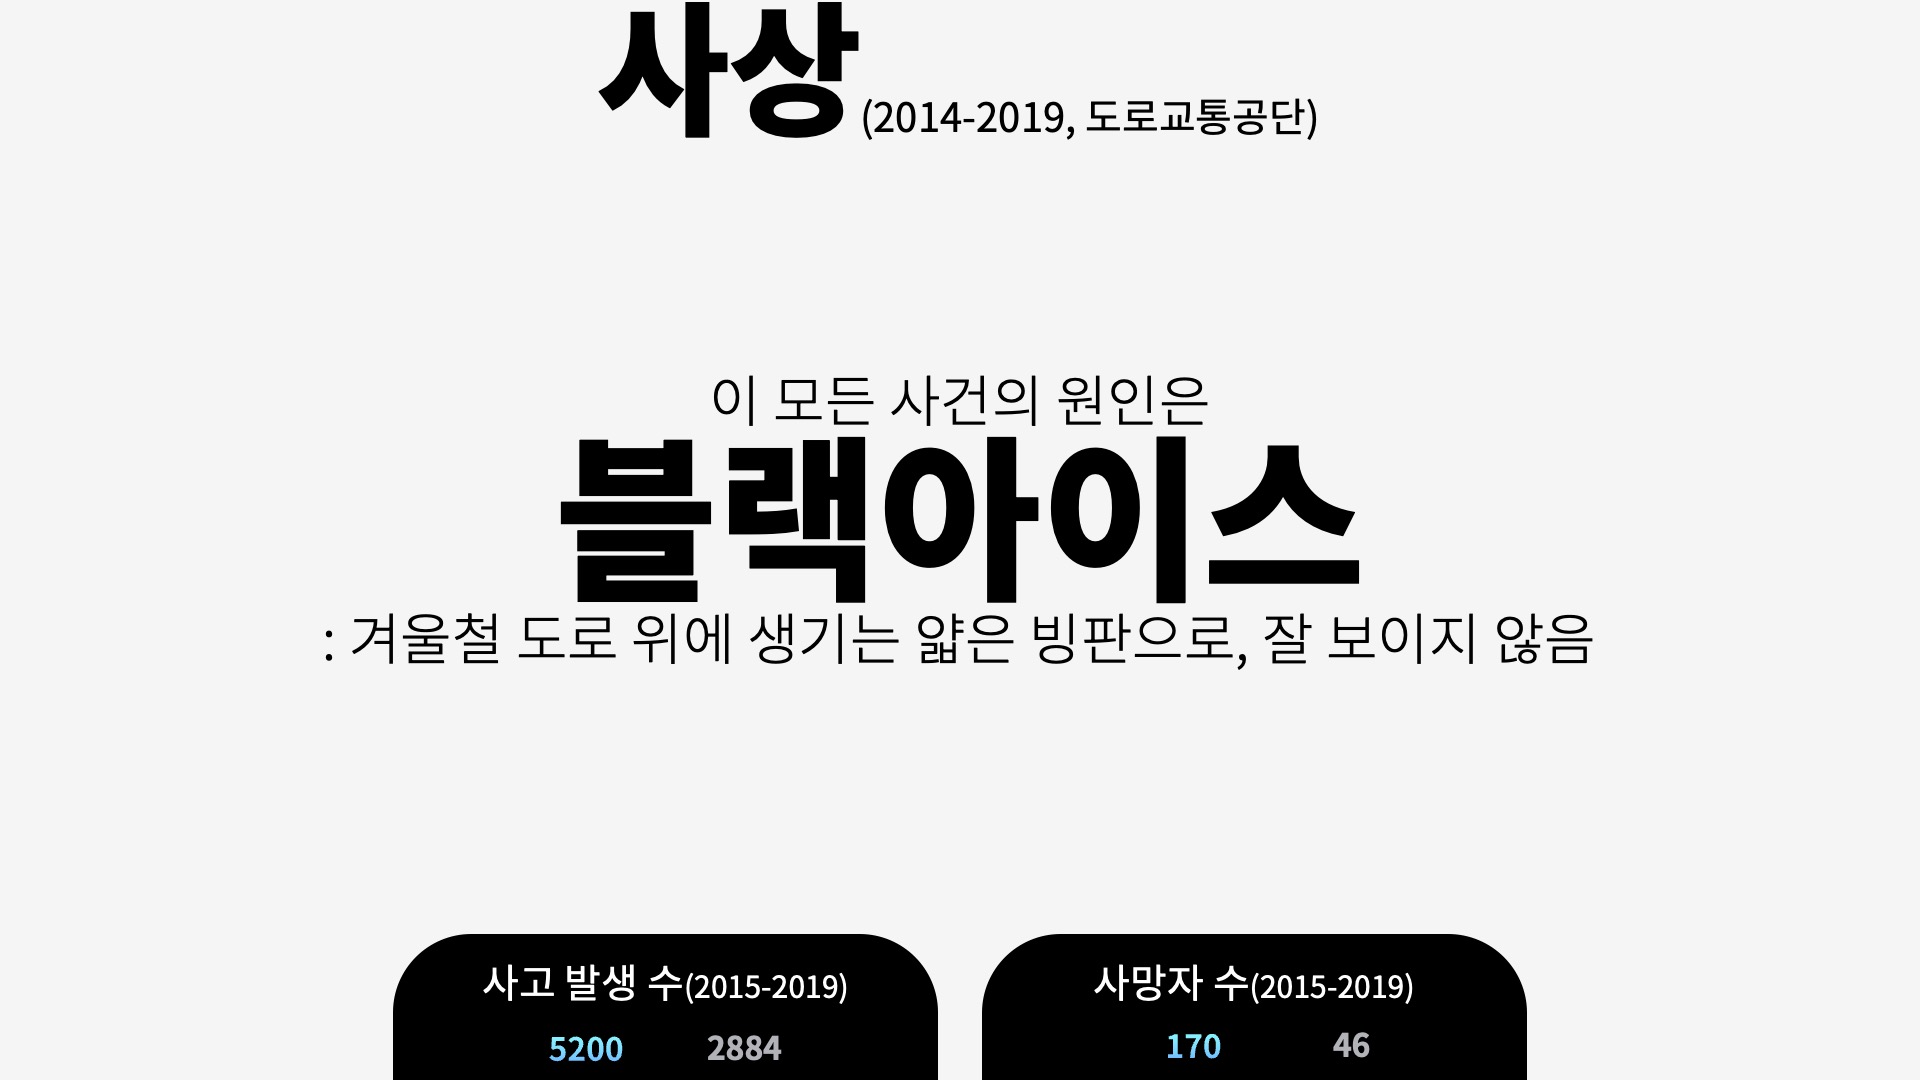 사상(2014-2019, 도로교통공단)
이 모든 사건의 원인은
블랙아이스
: 겨울철 도로 위에 생기는 얇은 빙판으로, 잘 보이지 않음
사고 발생 수(2015-2019)
5200 2884
사망자 수(2015-2019)
170 46